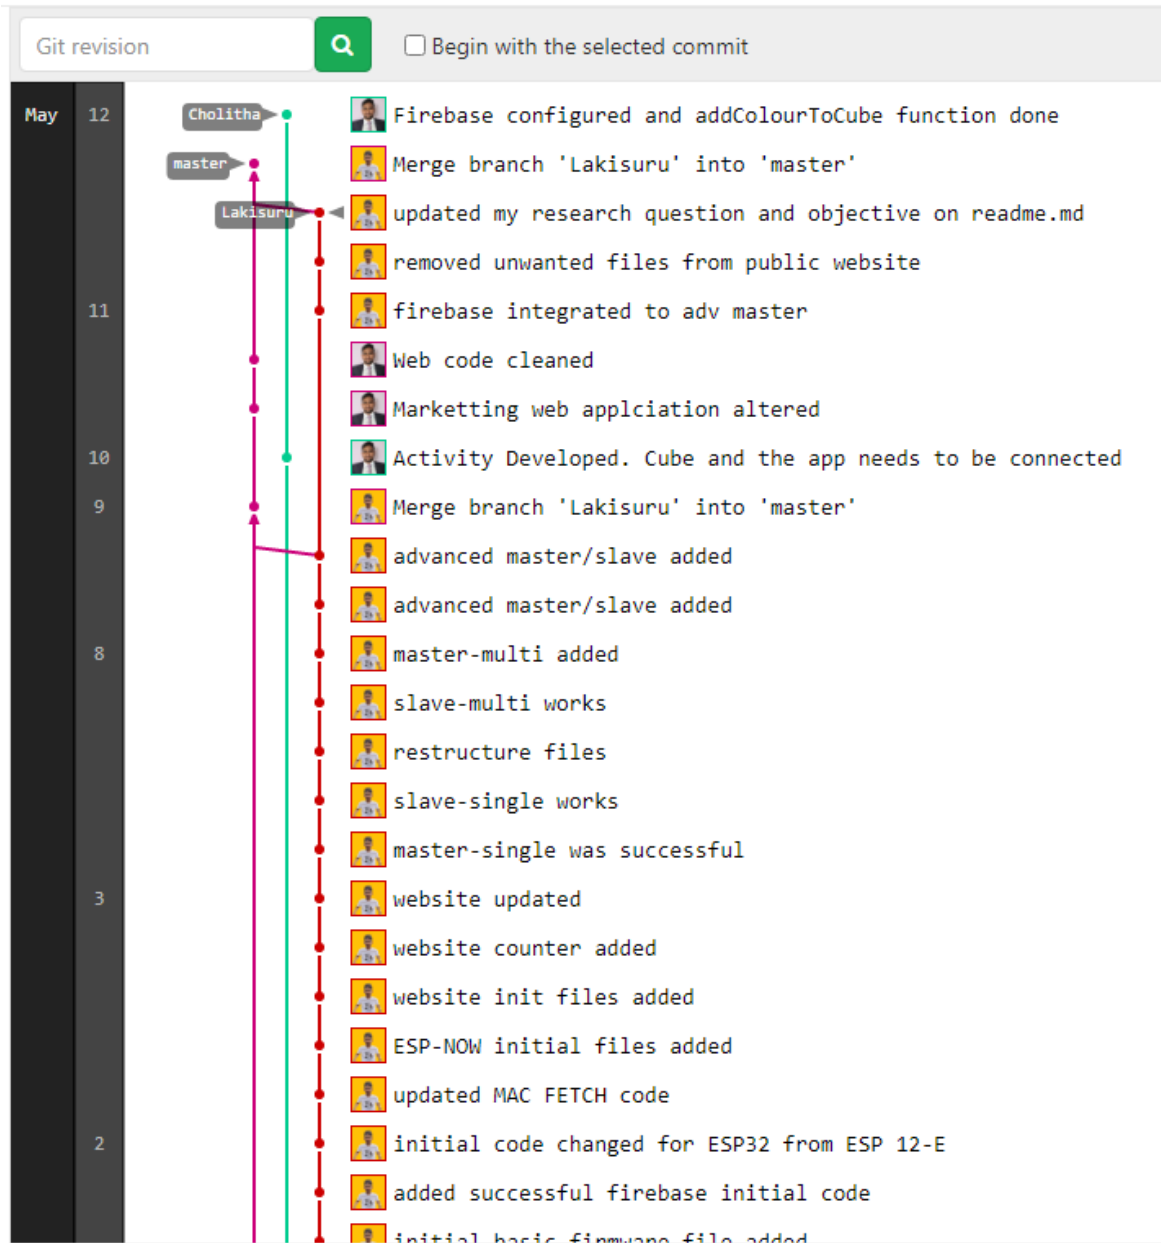 Git revision
Begin with the selected commit
May 12 Cholitha Firebase configured and addColourToCube function done
master Merge branch 'Lakisuru' into 'master'
Lakisuru updated my research question and objective on readme.md
removed unwanted files from public website
11 firebase integrated to adv master
Web code cleaned
Marketting web applciation altered
10 Activity Developed. Cube and the app needs to be connected
9 Merge branch 'Lakisuru' into 'master'
advanced master/slave added
advanced master/slave added
8 master-multi added
slave-multi works
restructure files
slave-single works
master-single was successful
3 website updated
website counter added
website init files added
ESP-NOW initial files added
updated MAC FETCH code
2 initial code changed for ESP32 from ESP 12-E
added successful firebase initial code
initial basic firmware file added